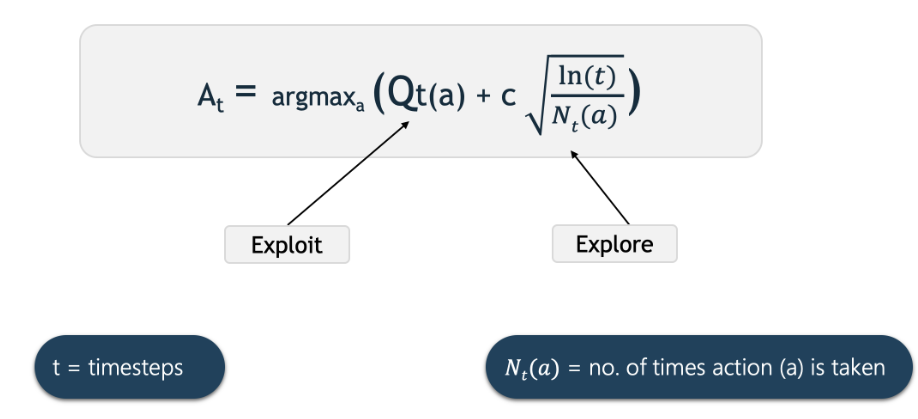 Aₜ = argmaxₐ (Qt(a) + c √(ln(t) / Nₜ(a)))
Exploit
Explore
t = timesteps
Nₜ(a) = no. of times action (a) is taken